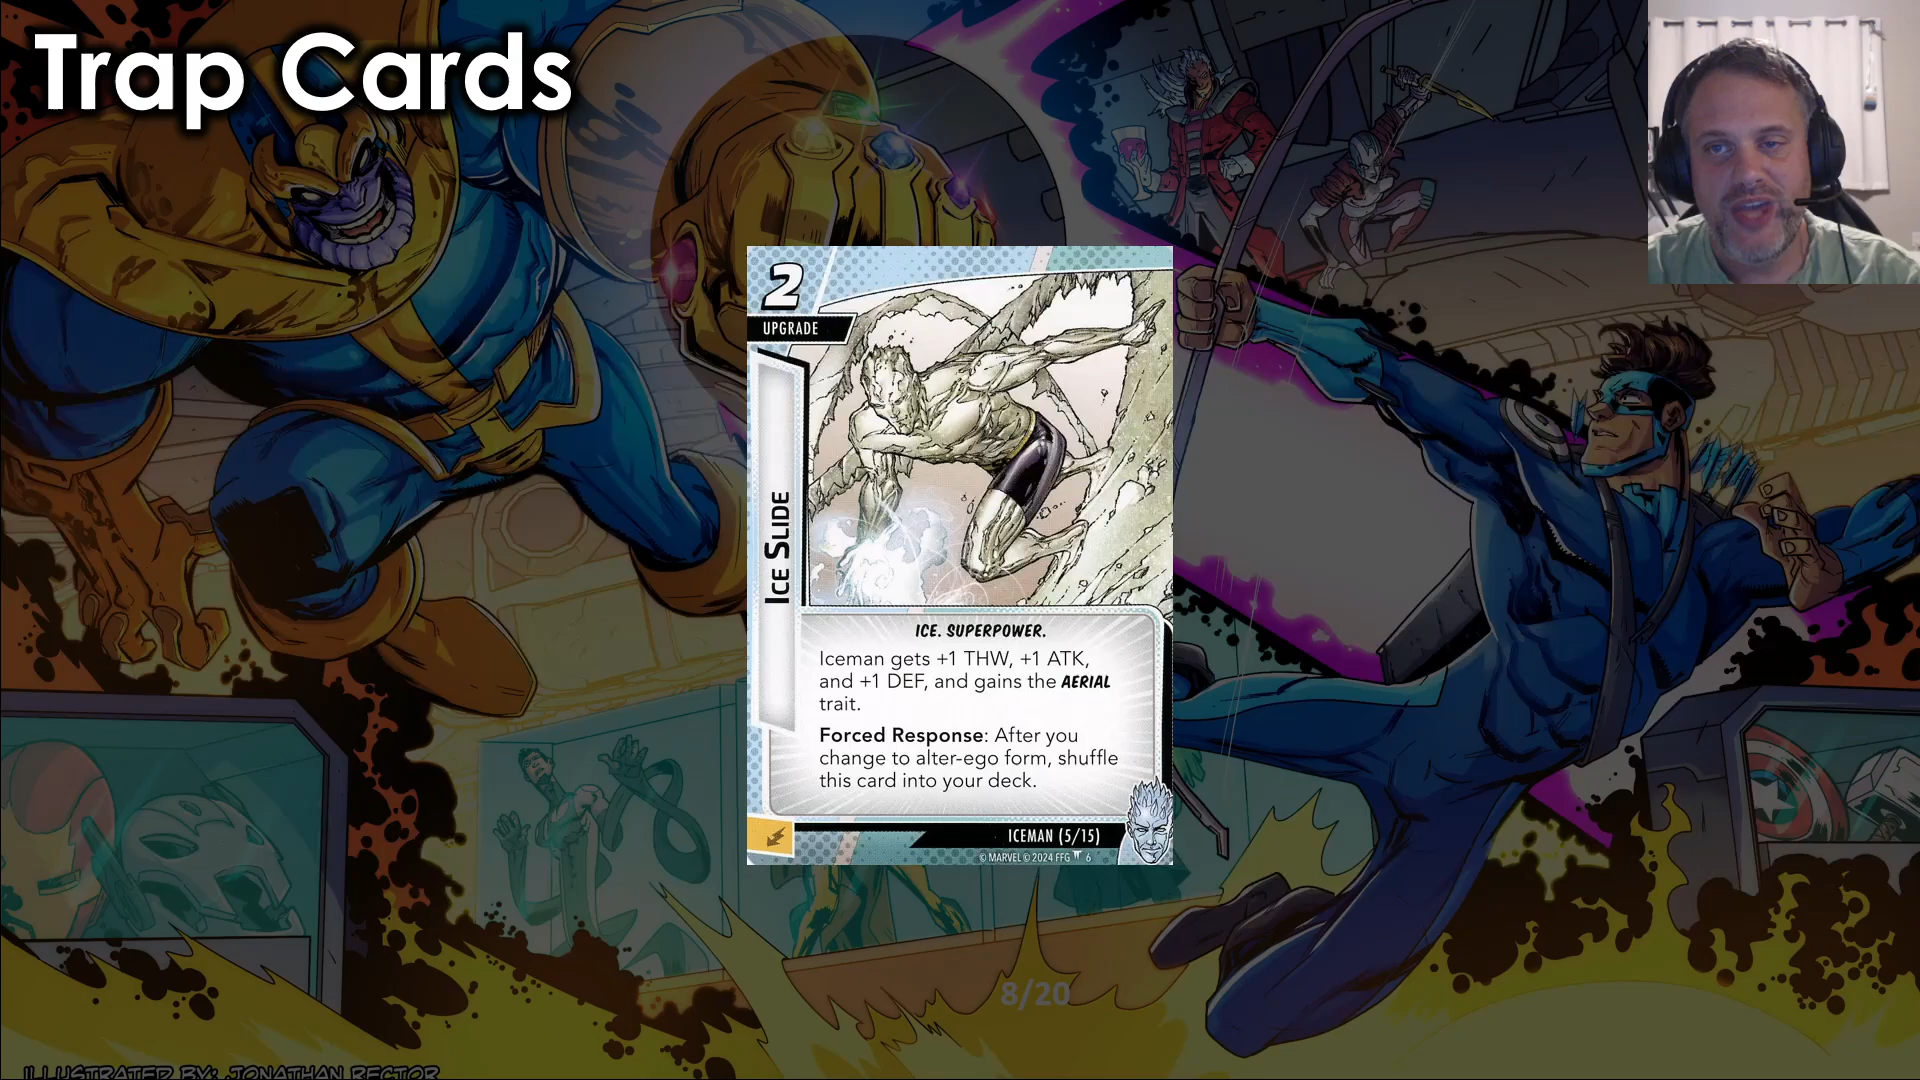 Trap Cards
2
UPGRADE
ICE SLIDE
ICE. SUPERPOWER.
Iceman gets +1 THW, +1 ATK,
and +1 DEF, and gains the AERIAL
trait.
Forced Response: After you
change to alter-ego form, shuffle
this card into your deck.
ICEMAN (5/15)
© MARVEL © 2024 FFG 6
8/20
ILLUSTRATED BY: JONATHAN RECTOR